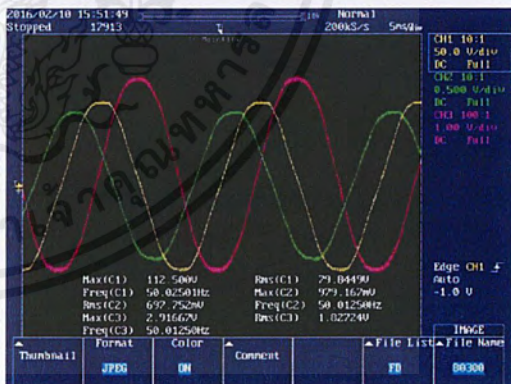 2016/02/10 15:51:49
Normal
Stopped 17913 200kS/s 5ms/div
CH1 10:1
50.0 V/div
DC Full
CH2 10:1
0.500 V/div
DC Full
CH3 100:1
1.00 V/div
DC Full
Max(C1) 112.500V Rms(C1) 79.8449V
Freq(C1) 50.02501Hz Max(C2) 979.167mV
Rms(C2) 697.752mV Freq(C2) 50.01250Hz
Max(C3) 2.91667V Rms(C3) 1.82724V
Freq(C3) 50.01250Hz
Edge CH1
Auto
-1.0 V
IMAGE
Thumbnail
Format
JPEG
Color
ON
Comment
File List
FD
File Name
B0300